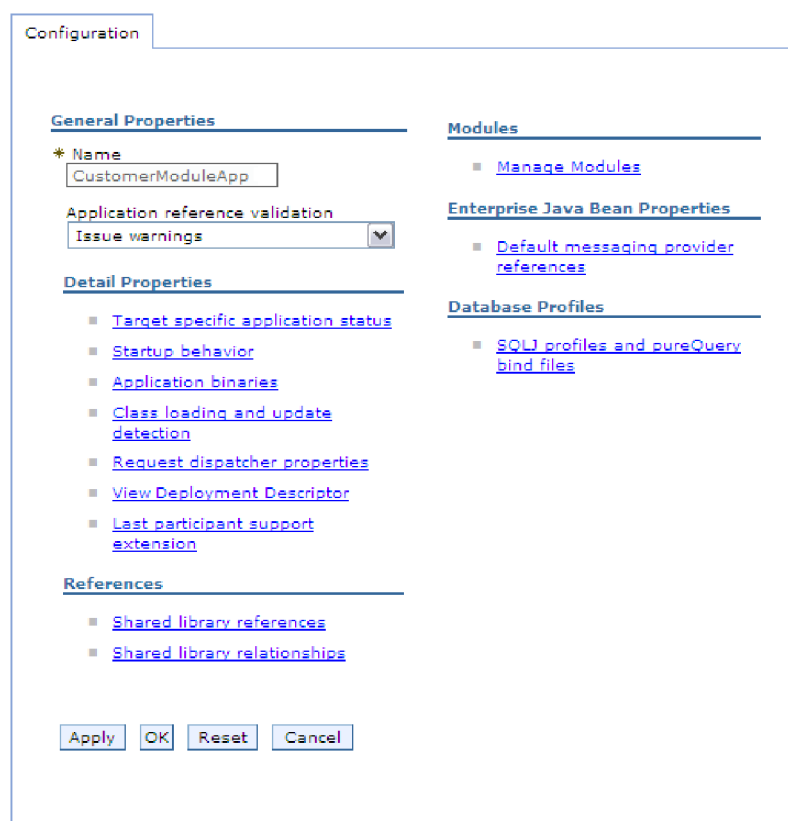 Configuration
General Properties
* Name
CustomerModuleApp
Application reference validation
Issue warnings
Detail Properties
Target specific application status
Startup behavior
Application binaries
Class loading and update
detection
Request dispatcher properties
View Deployment Descriptor
Last participant support
extension
References
Shared library references
Shared library relationships
Modules
Manage Modules
Enterprise Java Bean Properties
Default messaging provider
references
Database Profiles
SQLJ profiles and pureQuery
bind files
Apply
OK
Reset
Cancel